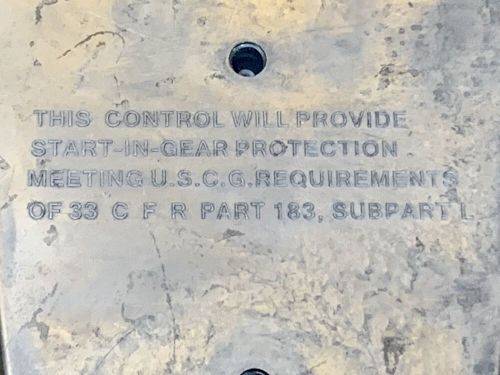 THIS CONTROL WILL PROVIDE
START-IN-GEAR PROTECTION
MEETING U.S.C.G. REQUIREMENTS
OF 33 C F R PART 183, SUBPART L